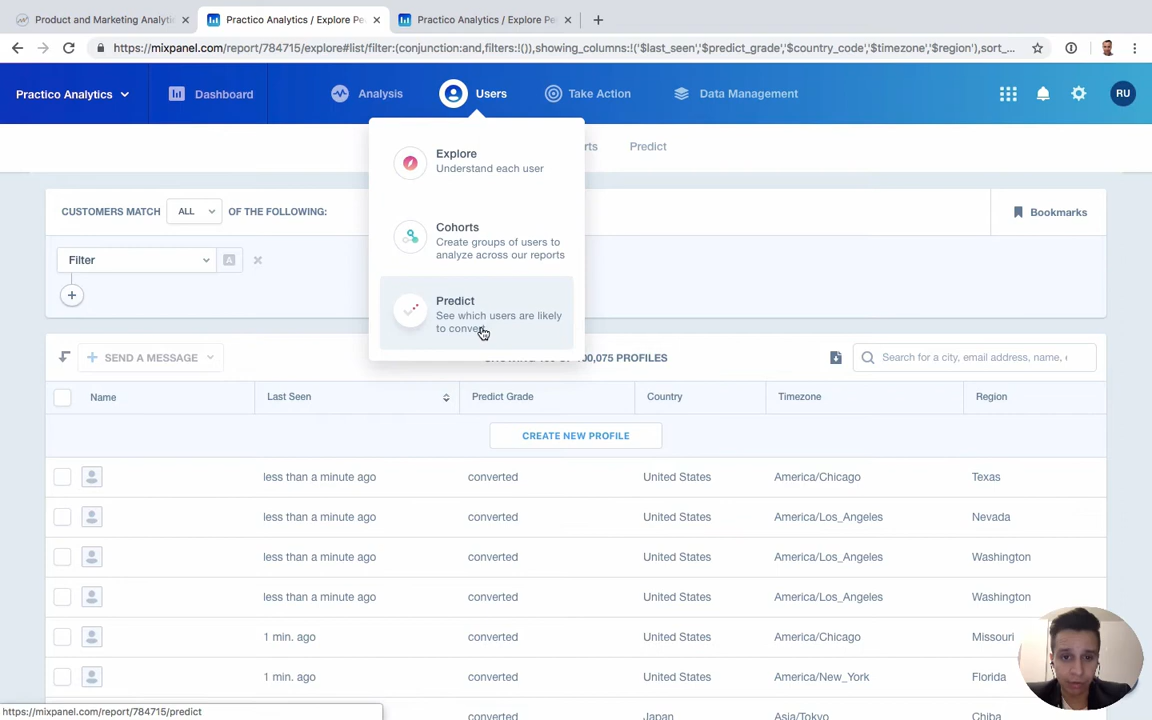 Product and Marketing Analytic
Practico Analytics / Explore Pe
Practico Analytics / Explore Pe
https://mixpanel.com/report/784715/explore#list/filter:(conjunction:and,filters:!()),showing_columns:!('$last_seen','$predict_grade','$country_code','$timezone','$region'),sort_...
Practico Analytics
Dashboard
Analysis
Users
Take Action
Data Management
RU
Explore
Understand each user
Cohorts
Create groups of users to
analyze across our reports
Predict
See which users are likely
to convert
rts
Predict
CUSTOMERS MATCH ALL OF THE FOLLOWING:
Bookmarks
Filter
A
SEND A MESSAGE
00,075 PROFILES
Search for a city, email address, name, e
Name Last Seen Predict Grade Country Timezone Region
CREATE NEW PROFILE
less than a minute ago converted United States America/Chicago Texas
less than a minute ago converted United States America/Los_Angeles Nevada
less than a minute ago converted United States America/Los_Angeles Washington
less than a minute ago converted United States America/Los_Angeles Washington
1 min. ago converted United States America/Chicago Missouri
1 min. ago converted United States America/New_York Florida
converted Japan Asia/Tokyo Chiba
https://mixpanel.com/report/784715/predict